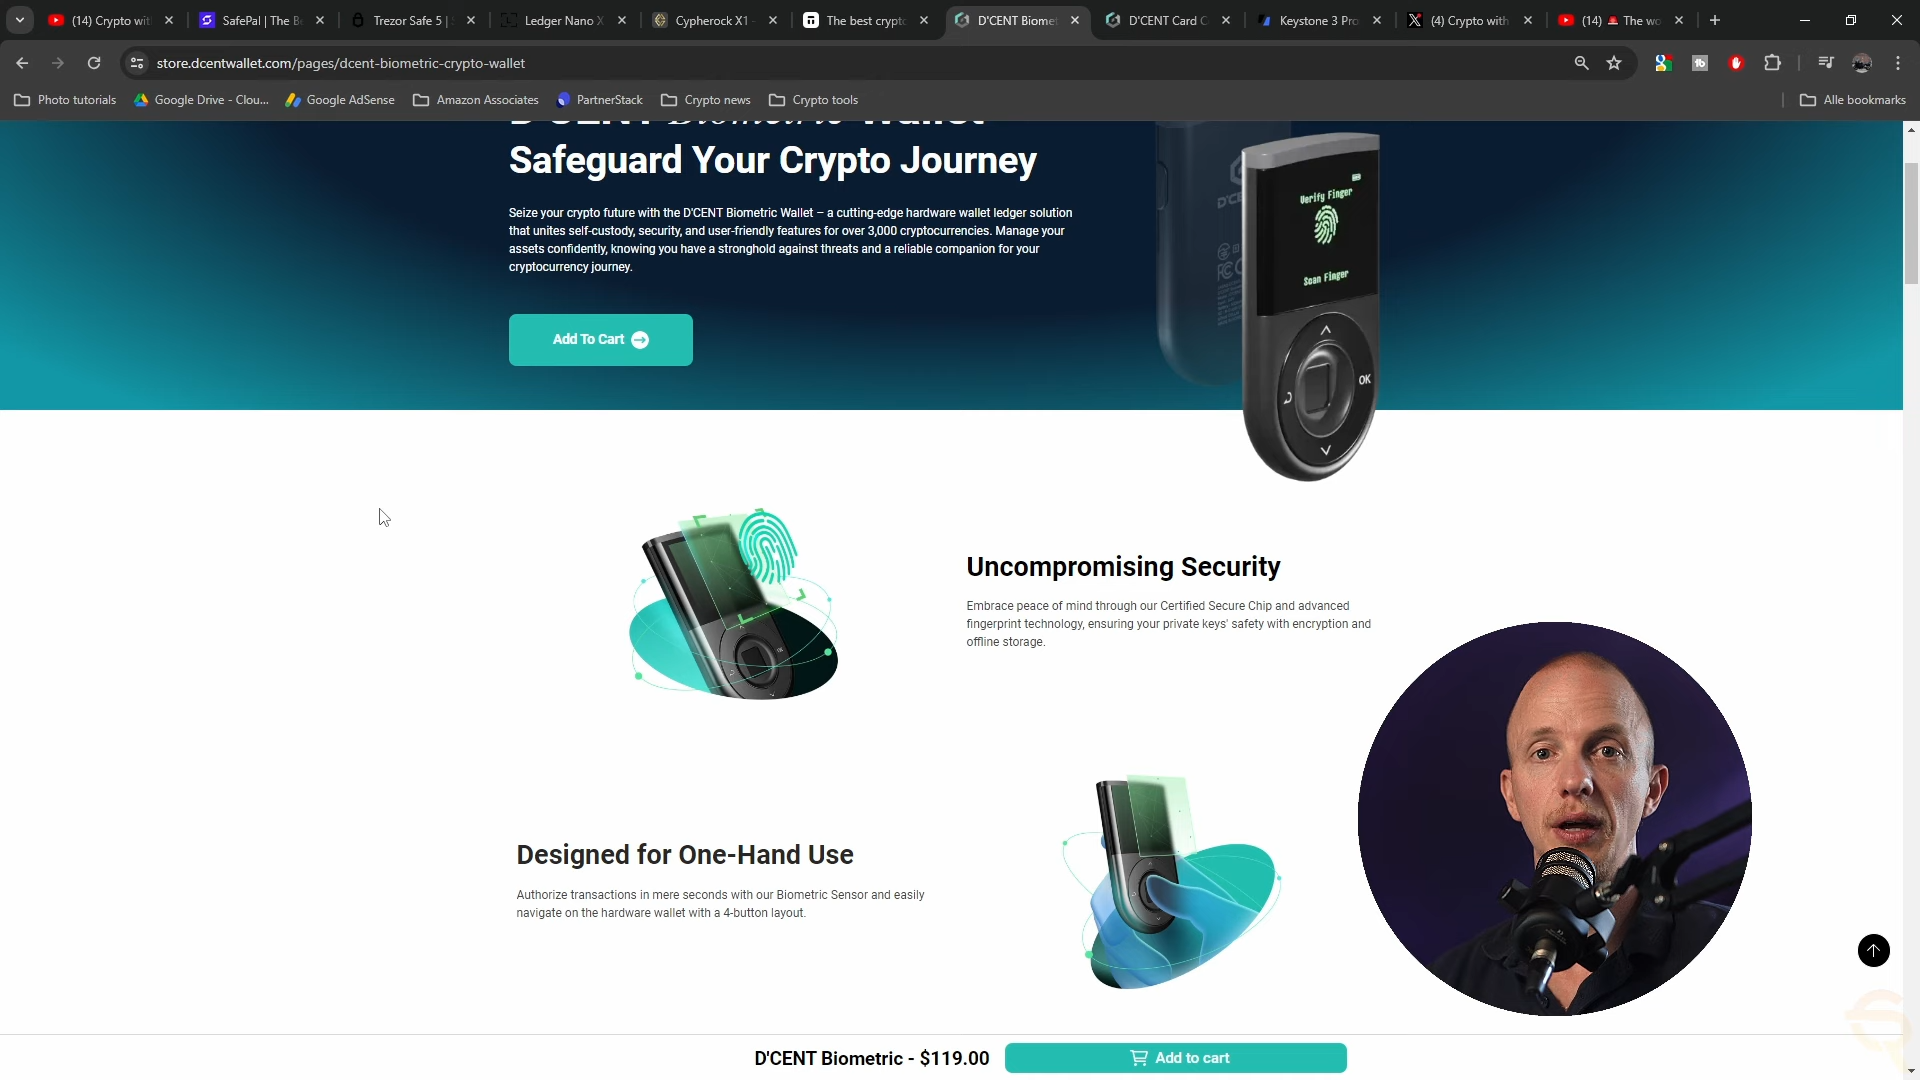 (14) Crypto wit
SafePal | The Be
Trezor Safe 5 |
Ledger Nano X
Cypherock X1 -
The best crypto
D'CENT Biomet
D'CENT Card C
Keystone 3 Pro
(4) Crypto with
(14) 🚨 The wo
store.dcentwallet.com/pages/dcent-biometric-crypto-wallet
Photo tutorials
Google Drive - Clou...
Google AdSense
Amazon Associates
PartnerStack
Crypto news
Crypto tools
Alle bookmarks
D'CENT Biometric Wallet
Safeguard Your Crypto Journey
Seize your crypto future with the D'CENT Biometric Wallet – a cutting-edge hardware wallet ledger solution
that unites self-custody, security, and user-friendly features for over 3,000 cryptocurrencies. Manage your
assets confidently, knowing you have a stronghold against threats and a reliable companion for your
cryptocurrency journey.
Add To Cart
Verify Finger
Scan Finger
OK
Uncompromising Security
Embrace peace of mind through our Certified Secure Chip and advanced
fingerprint technology, ensuring your private keys' safety with encryption and
offline storage.
Designed for One-Hand Use
Authorize transactions in mere seconds with our Biometric Sensor and easily
navigate on the hardware wallet with a 4-button layout.
D'CENT Biometric - $119.00
Add to cart